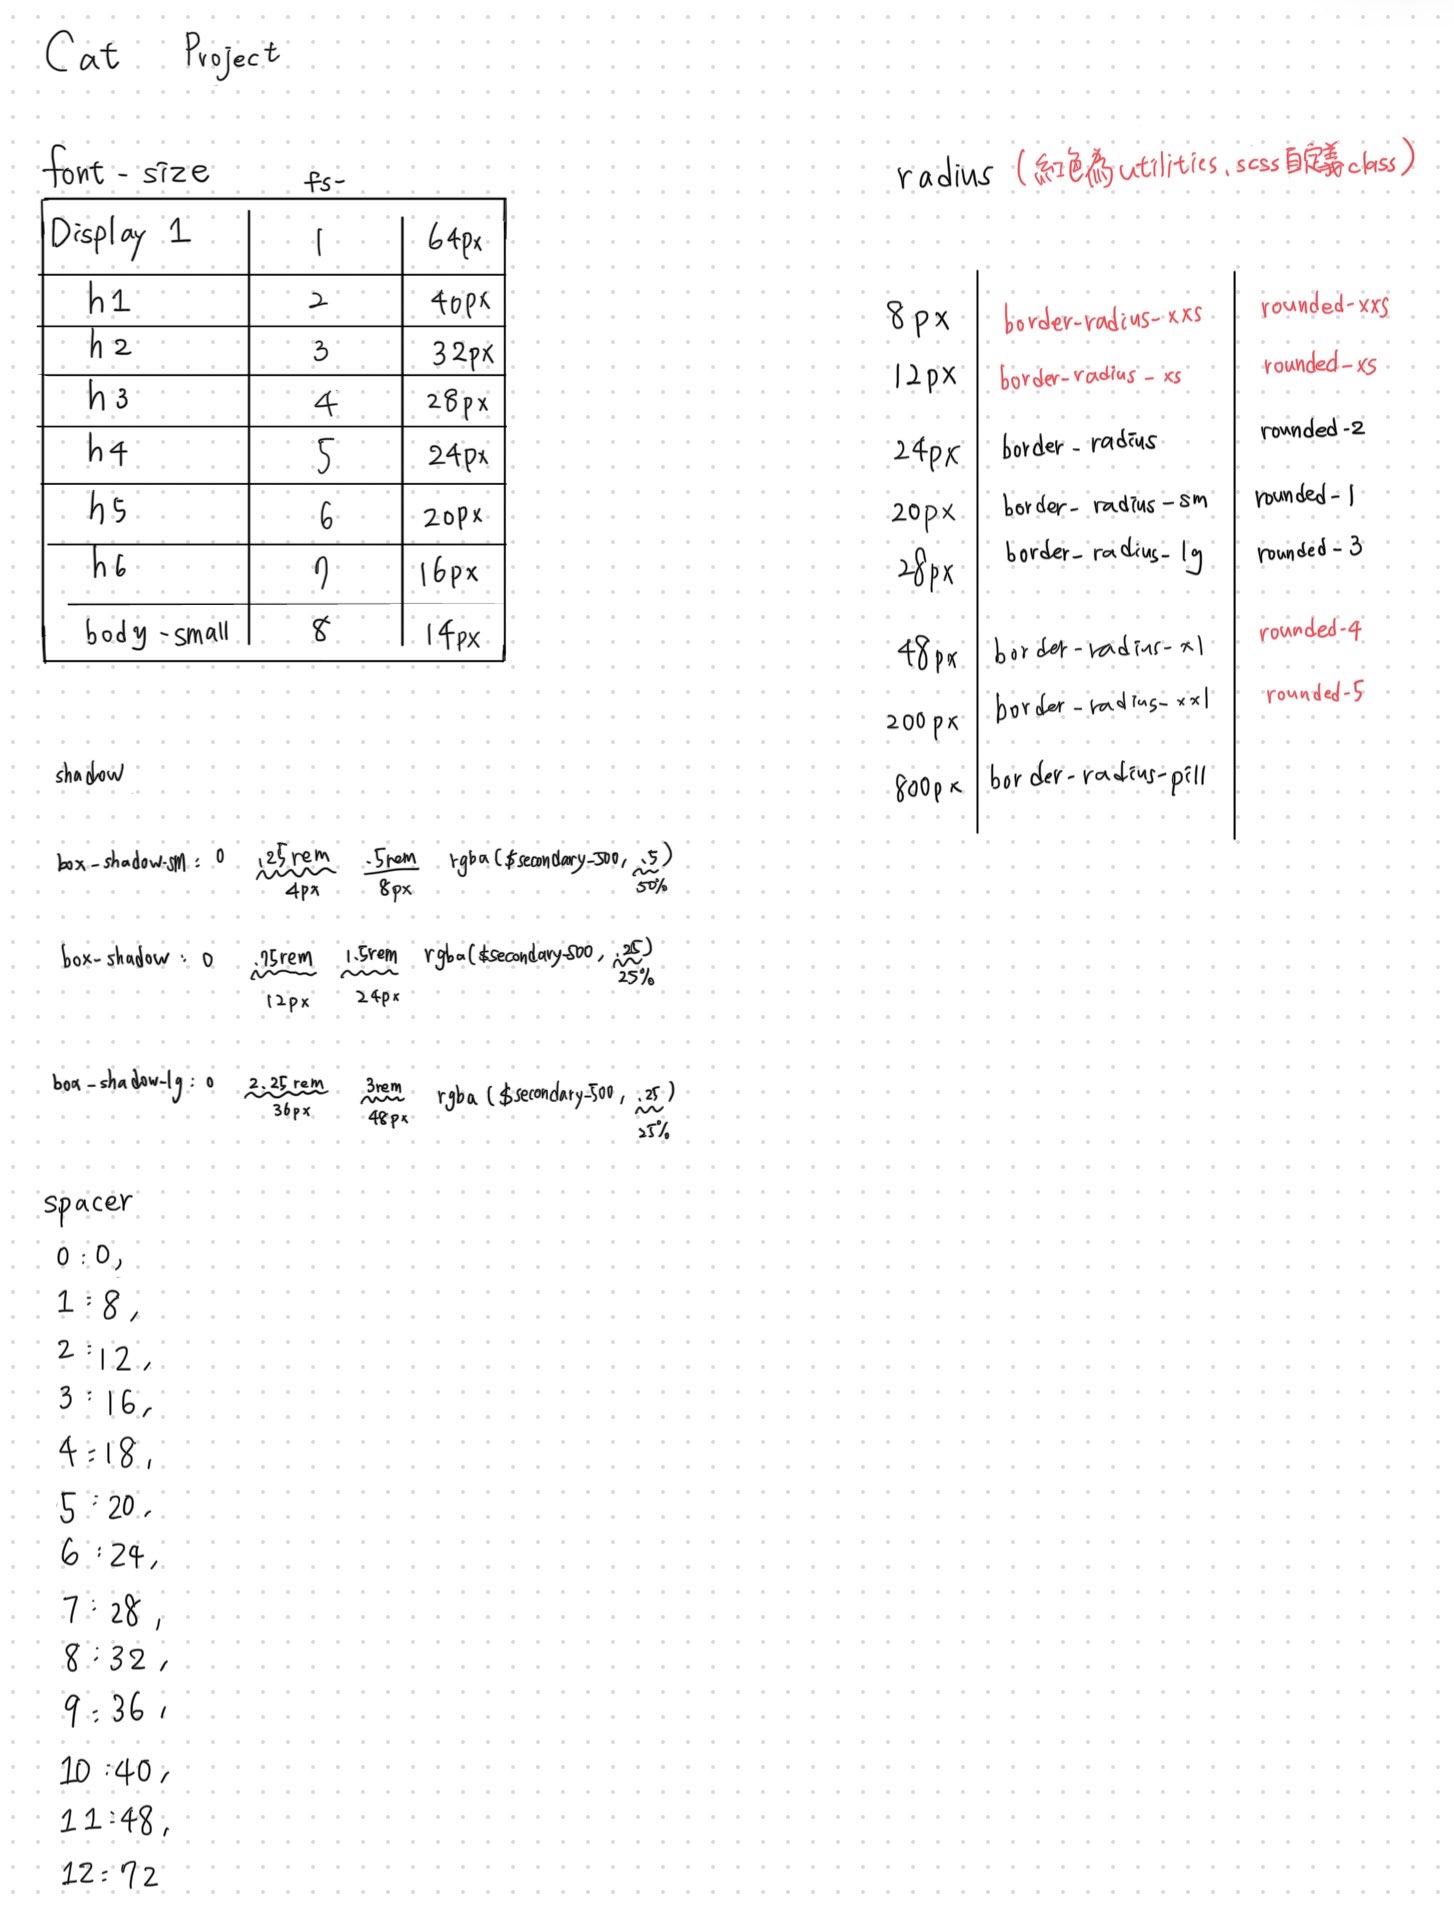 Cat Project
font-size fs-
Display 1 1 64px
h1 2 40px
h2 3 32px
h3 4 28px
h4 5 24px
h5 6 20px
h6 7 16px
body-small 8 14px
radius (紅色為utilities.scss自定義class)
8px border-radius-xxs rounded-xxs
12px border-radius-xs rounded-xs
24px border-radius rounded-2
20px border-radius-sm rounded-1
28px border-radius-lg rounded-3
48px border-radius-xl rounded-4
200px border-radius-xxl rounded-5
800px border-radius-pill
shadow
box-shadow-sm: 0 .25rem .5rem rgba($secondary-500, .5)
4px 8px 50%
box-shadow: 0 .75rem 1.5rem rgba($secondary-500, .25)
12px 24px 25%
box-shadow-lg: 0 2.25rem 3rem rgba($secondary-500, .25)
36px 48px 25%
spacer
0:0,
1:8,
2:12,
3:16,
4:18,
5:20,
6:24,
7:28,
8:32,
9:36,
10:40,
11:48,
12:72